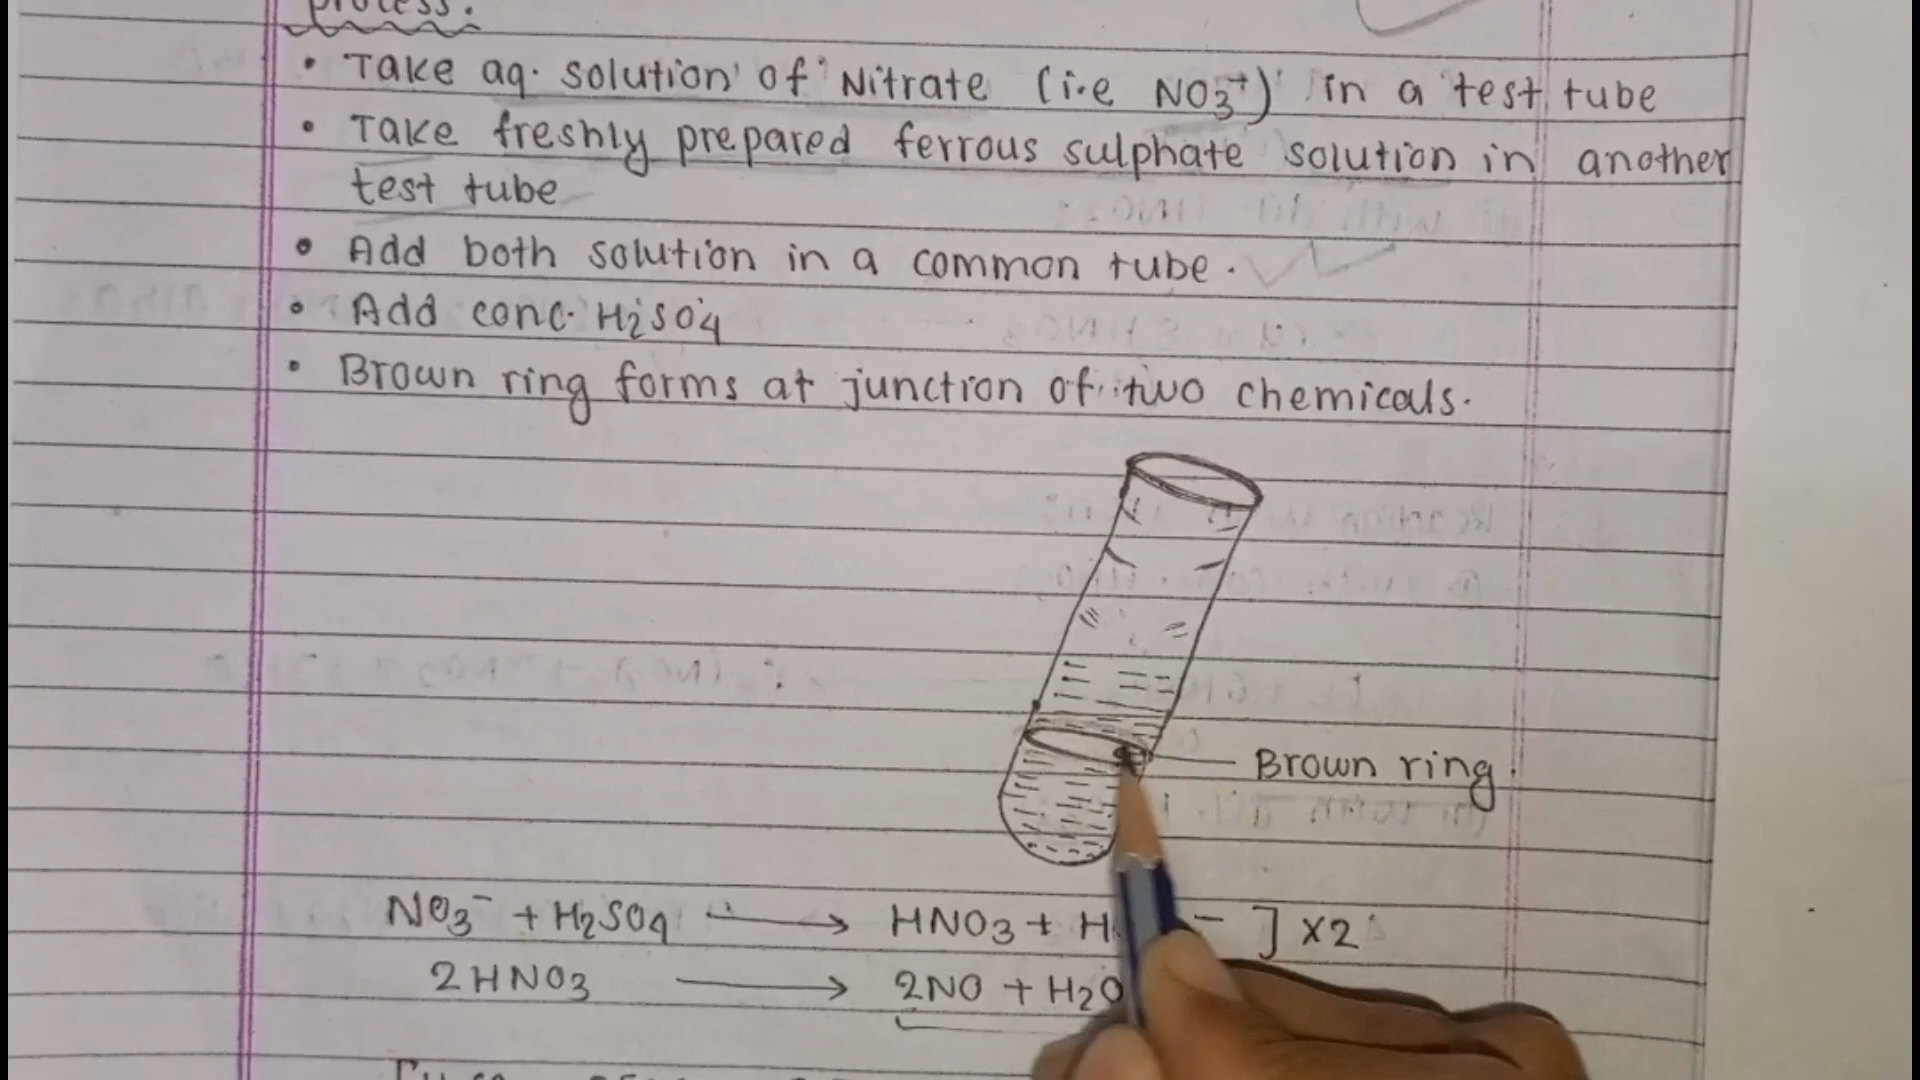 Process:
• Take aq. solution of Nitrate (i.e NO3⁻) in a test tube
• Take freshly prepared ferrous sulphate solution in another
test tube
• Add both solution in a common tube.
• Add conc. H2SO4
• Brown ring forms at junction of two chemicals.
Brown ring
NO3⁻ + H2SO4 → HNO3 + H – ] x2
2HNO3 → 2NO + H2O